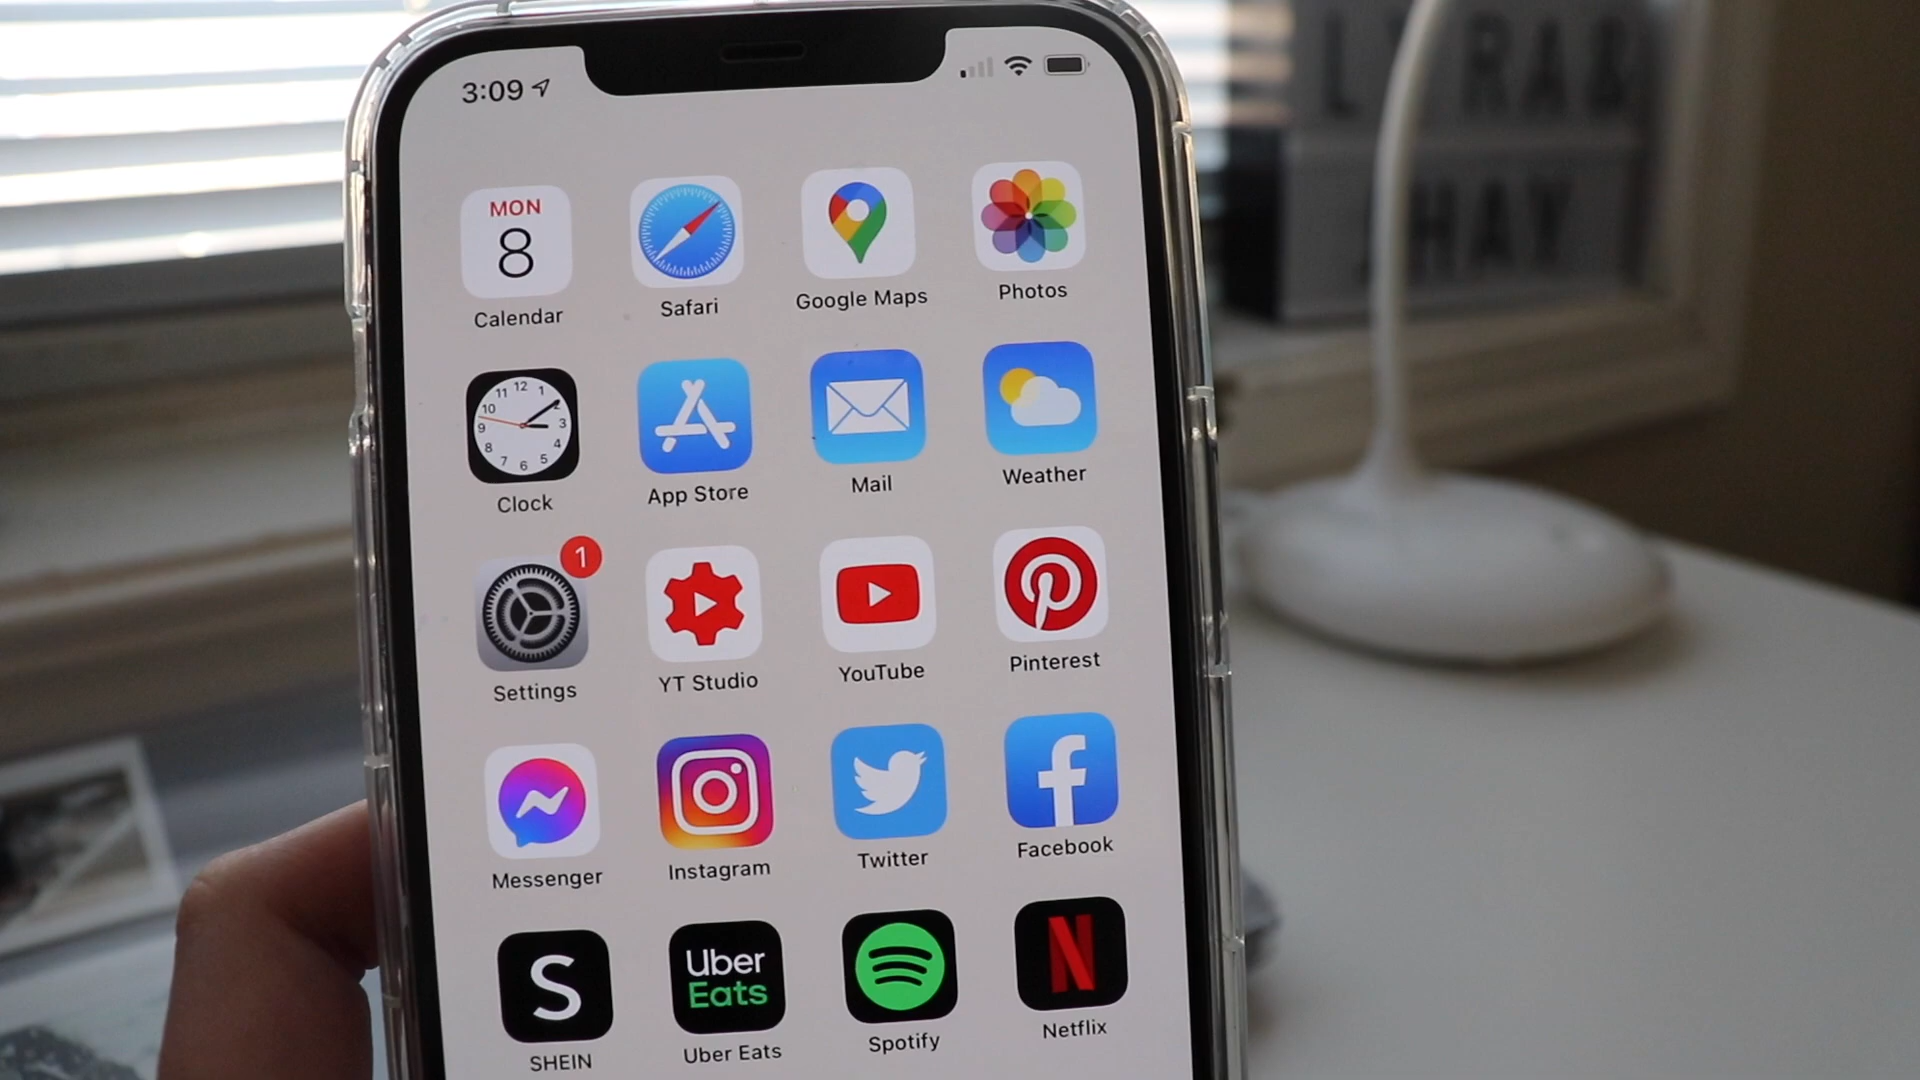 3:09
MON
8
Calendar
Safari
Google Maps
Photos
Clock
App Store
Mail
Weather
1
Settings
YT Studio
YouTube
Pinterest
Messenger
Instagram
Twitter
Facebook
S
SHEIN
Uber
Eats
Uber Eats
Spotify
N
Netflix